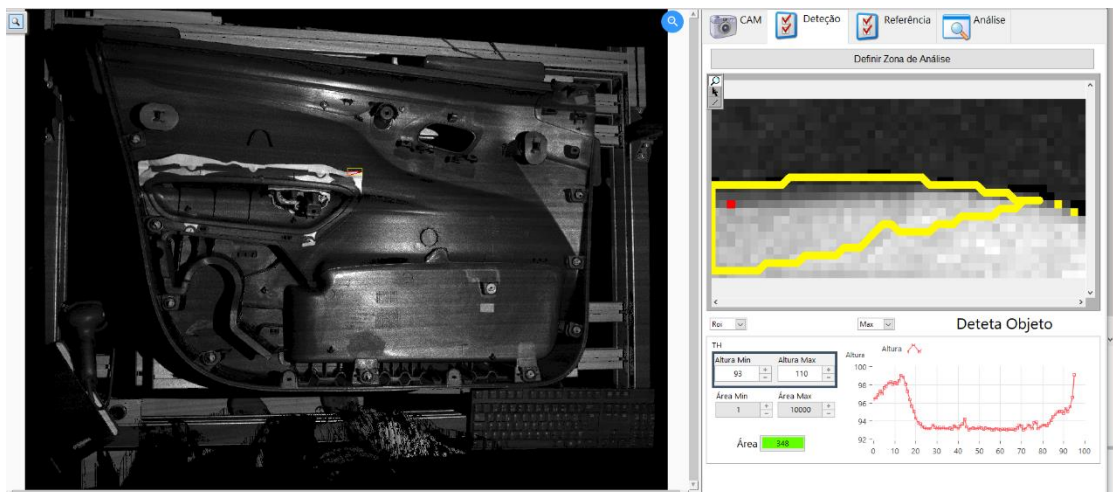 CAM Deteção Referência Análise
Definir Zona de Análise
Roi Max Deteta Objeto
TH
Altura Min Altura Max
93 110
Área Min Área Max
1 10000
Área 348
Altura Altura
100
98
96
94
92
0 10 20 30 40 50 60 70 80 90 100